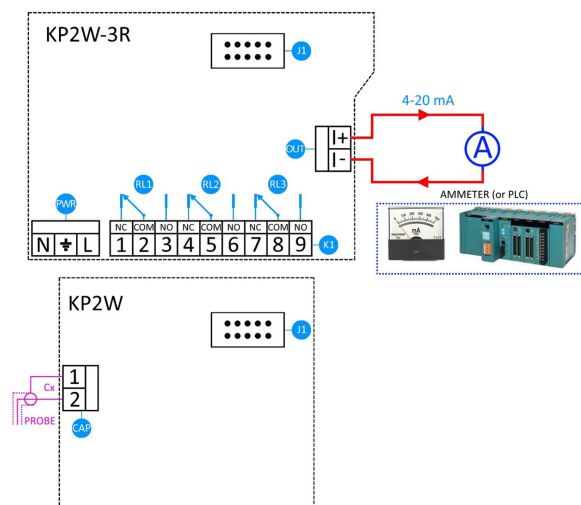 KP2W-3R
J1
4-20 mA
I+
I-
OUT
A
AMMETER (or PLC)
mA
PWR
RL1
RL2
RL3
N L
NC COM NO NC COM NO NC COM NO
1 2 3 4 5 6 7 8 9
K1
KP2W
J1
1
2
Cx
PROBE
CAP